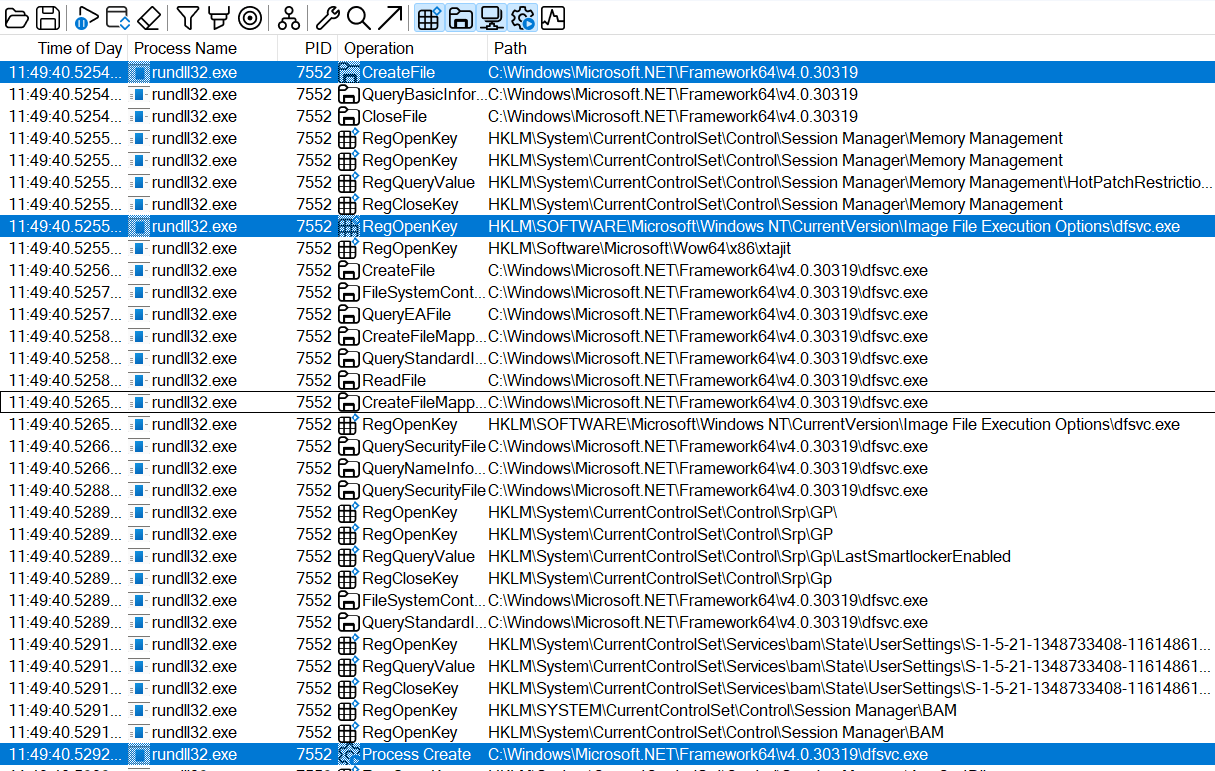 Time of Day Process Name PID Operation Path
11:49:40.5254... rundll32.exe 7552 CreateFile C:\Windows\Microsoft.NET\Framework64\v4.0.30319
11:49:40.5254... rundll32.exe 7552 QueryBasicInfor... C:\Windows\Microsoft.NET\Framework64\v4.0.30319
11:49:40.5254... rundll32.exe 7552 CloseFile C:\Windows\Microsoft.NET\Framework64\v4.0.30319
11:49:40.5255... rundll32.exe 7552 RegOpenKey HKLM\System\CurrentControlSet\Control\Session Manager\Memory Management
11:49:40.5255... rundll32.exe 7552 RegOpenKey HKLM\System\CurrentControlSet\Control\Session Manager\Memory Management
11:49:40.5255... rundll32.exe 7552 RegQueryValue HKLM\System\CurrentControlSet\Control\Session Manager\Memory Management\HotPatchRestrictio...
11:49:40.5255... rundll32.exe 7552 RegCloseKey HKLM\System\CurrentControlSet\Control\Session Manager\Memory Management
11:49:40.5255... rundll32.exe 7552 RegOpenKey HKLM\SOFTWARE\Microsoft\Windows NT\CurrentVersion\Image File Execution Options\dfsvc.exe
11:49:40.5255... rundll32.exe 7552 RegOpenKey HKLM\Software\Microsoft\Wow64\x86\xtajit
11:49:40.5256... rundll32.exe 7552 CreateFile C:\Windows\Microsoft.NET\Framework64\v4.0.30319\dfsvc.exe
11:49:40.5257... rundll32.exe 7552 FileSystemCont... C:\Windows\Microsoft.NET\Framework64\v4.0.30319\dfsvc.exe
11:49:40.5257... rundll32.exe 7552 QueryEAFile C:\Windows\Microsoft.NET\Framework64\v4.0.30319\dfsvc.exe
11:49:40.5258... rundll32.exe 7552 CreateFileMapp... C:\Windows\Microsoft.NET\Framework64\v4.0.30319\dfsvc.exe
11:49:40.5258... rundll32.exe 7552 QueryStandardI... C:\Windows\Microsoft.NET\Framework64\v4.0.30319\dfsvc.exe
11:49:40.5258... rundll32.exe 7552 ReadFile C:\Windows\Microsoft.NET\Framework64\v4.0.30319\dfsvc.exe
11:49:40.5265... rundll32.exe 7552 CreateFileMapp... C:\Windows\Microsoft.NET\Framework64\v4.0.30319\dfsvc.exe
11:49:40.5265... rundll32.exe 7552 RegOpenKey HKLM\SOFTWARE\Microsoft\Windows NT\CurrentVersion\Image File Execution Options\dfsvc.exe
11:49:40.5266... rundll32.exe 7552 QuerySecurityFile C:\Windows\Microsoft.NET\Framework64\v4.0.30319\dfsvc.exe
11:49:40.5266... rundll32.exe 7552 QueryNameInfo... C:\Windows\Microsoft.NET\Framework64\v4.0.30319\dfsvc.exe
11:49:40.5288... rundll32.exe 7552 QuerySecurityFile C:\Windows\Microsoft.NET\Framework64\v4.0.30319\dfsvc.exe
11:49:40.5289... rundll32.exe 7552 RegOpenKey HKLM\System\CurrentControlSet\Control\Srp\GP\
11:49:40.5289... rundll32.exe 7552 RegOpenKey HKLM\System\CurrentControlSet\Control\Srp\GP
11:49:40.5289... rundll32.exe 7552 RegQueryValue HKLM\System\CurrentControlSet\Control\Srp\Gp\LastSmartlockerEnabled
11:49:40.5289... rundll32.exe 7552 RegCloseKey HKLM\System\CurrentControlSet\Control\Srp\Gp
11:49:40.5289... rundll32.exe 7552 FileSystemCont... C:\Windows\Microsoft.NET\Framework64\v4.0.30319\dfsvc.exe
11:49:40.5289... rundll32.exe 7552 QueryStandardI... C:\Windows\Microsoft.NET\Framework64\v4.0.30319\dfsvc.exe
11:49:40.5291... rundll32.exe 7552 RegOpenKey HKLM\System\CurrentControlSet\Services\bam\State\UserSettings\S-1-5-21-1348733408-11614861...
11:49:40.5291... rundll32.exe 7552 RegQueryValue HKLM\System\CurrentControlSet\Services\bam\State\UserSettings\S-1-5-21-1348733408-11614861...
11:49:40.5291... rundll32.exe 7552 RegCloseKey HKLM\System\CurrentControlSet\Services\bam\State\UserSettings\S-1-5-21-1348733408-11614861...
11:49:40.5291... rundll32.exe 7552 RegOpenKey HKLM\SYSTEM\CurrentControlSet\Control\Session Manager\BAM
11:49:40.5291... rundll32.exe 7552 RegOpenKey HKLM\System\CurrentControlSet\Control\Session Manager\BAM
11:49:40.5292... rundll32.exe 7552 Process Create C:\Windows\Microsoft.NET\Framework64\v4.0.30319\dfsvc.exe